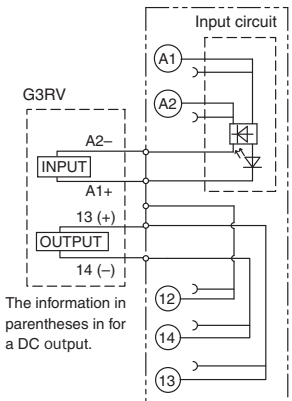 Input circuit
A1
G3RV
A2
A2–
INPUT
A1+
13 (+)
OUTPUT
14 (–)
The information in
parentheses in for
a DC output.
12
14
13